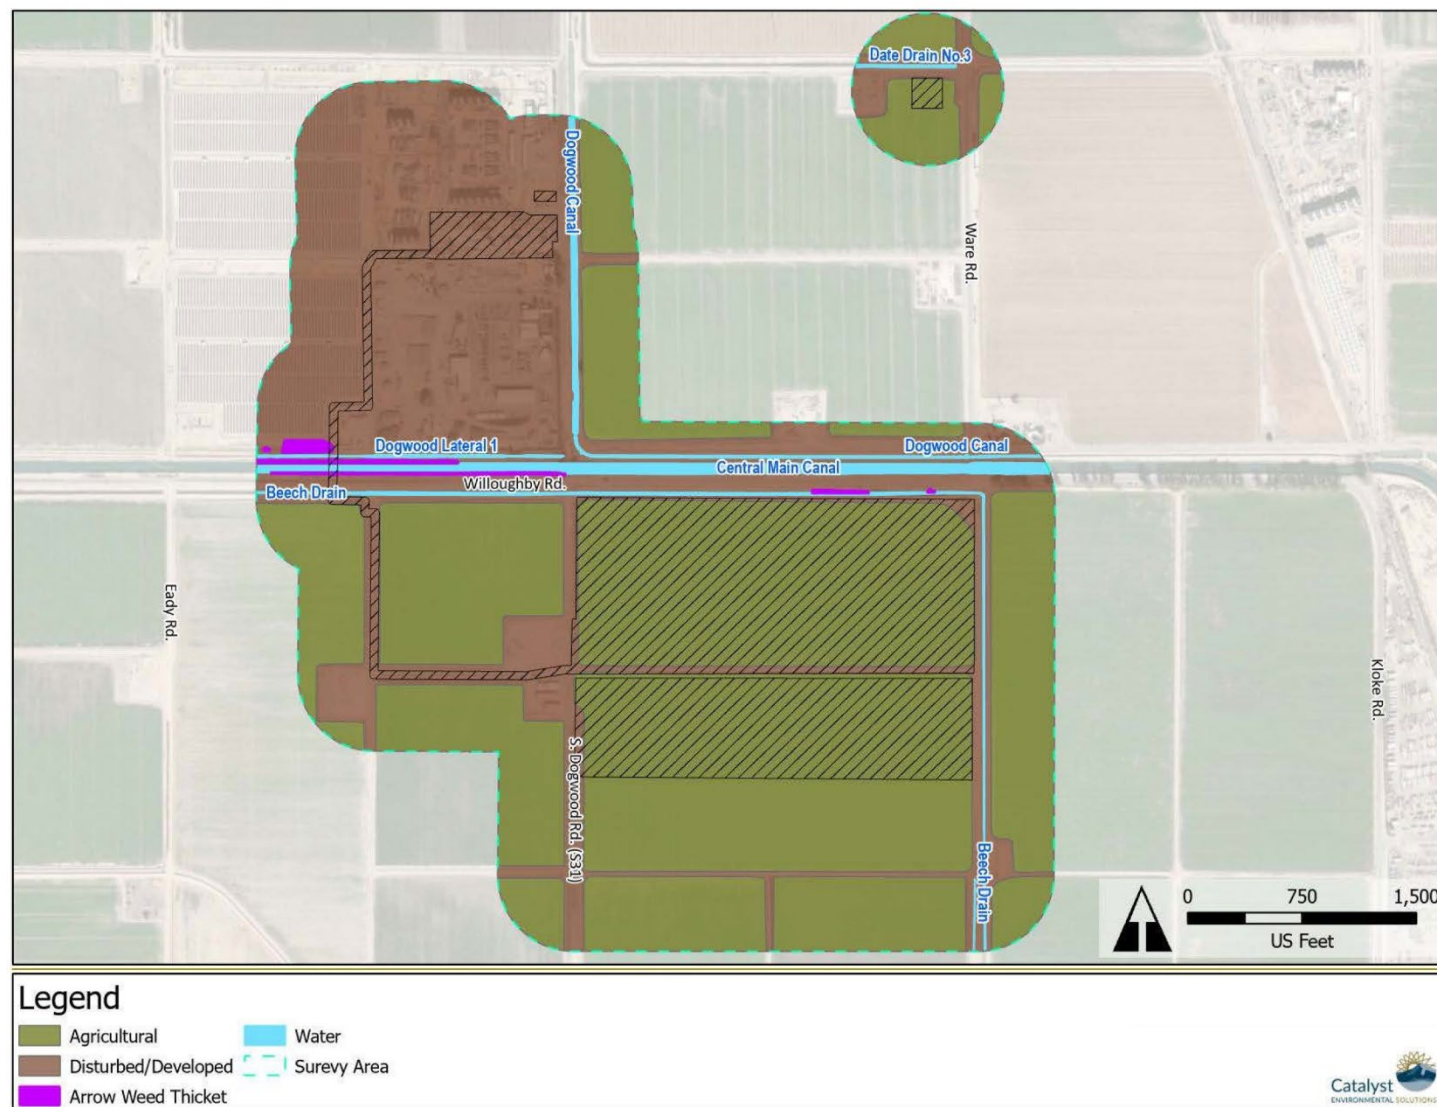 Date Drain No.3
Dogwood Canal
Ware Rd.
Dogwood Lateral 1
Dogwood Canal
Central Main Canal
Willoughby Rd.
Beech Drain
Eady Rd.
Kloke Rd.
S. Dogwood Rd. (S31)
Beech Drain
0 750 1,500
US Feet
Legend
Agricultural
Water
Disturbed/Developed
Surevy Area
Arrow Weed Thicket
Catalyst
ENVIRONMENTAL SOLUTIONS